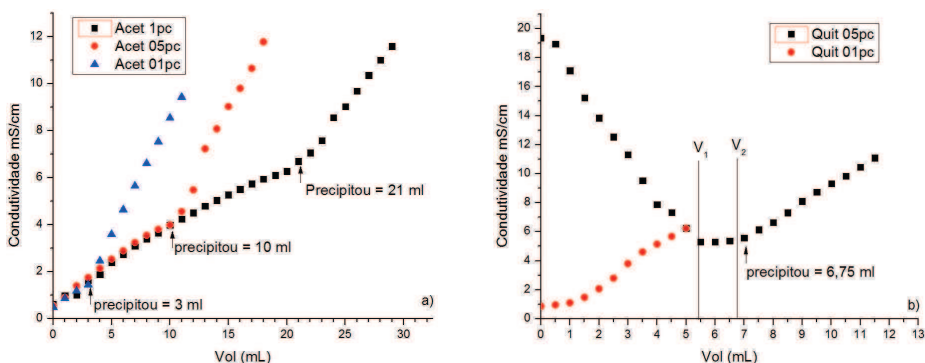 Acet 1pc
Acet 05pc
Acet 01pc
Condutividade mS/cm
12
10
8
6
4
2
0
0 5 10 15 20 25 30
Vol (mL)
Precipitou = 21 ml
precipitou = 10 ml
precipitou = 3 ml
a)
Quit 05pc
Quit 01pc
Condutividade mS/cm
20
18
16
14
12
10
8
6
4
2
0
0 1 2 3 4 5 6 7 8 9 10 11 12 13
Vol (mL)
V1
V2
precipitou = 6,75 ml
b)